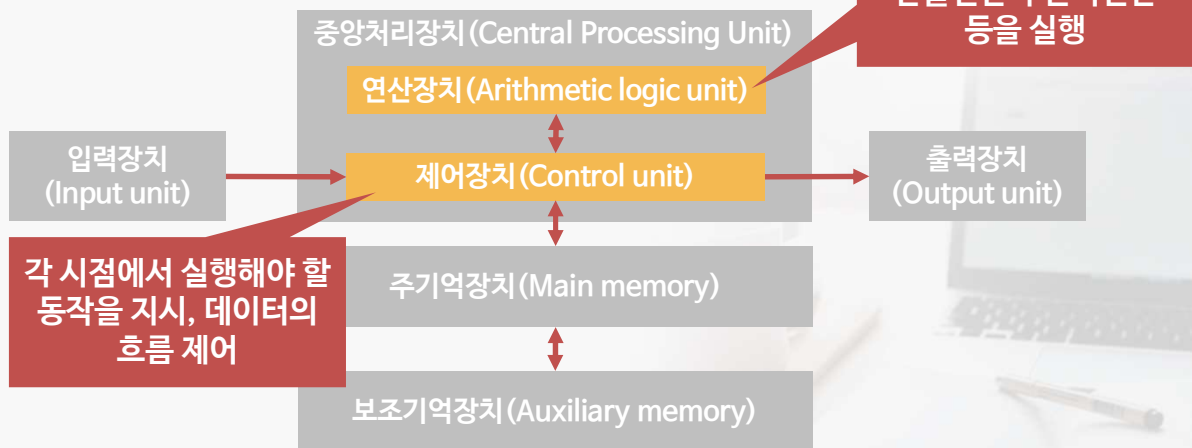 등을 실행
중앙처리장치(Central Processing Unit)
연산장치(Arithmetic logic unit)
입력장치
(Input unit)
제어장치(Control unit)
출력장치
(Output unit)
각 시점에서 실행해야 할
동작을 지시, 데이터의
흐름 제어
주기억장치(Main memory)
보조기억장치(Auxiliary memory)